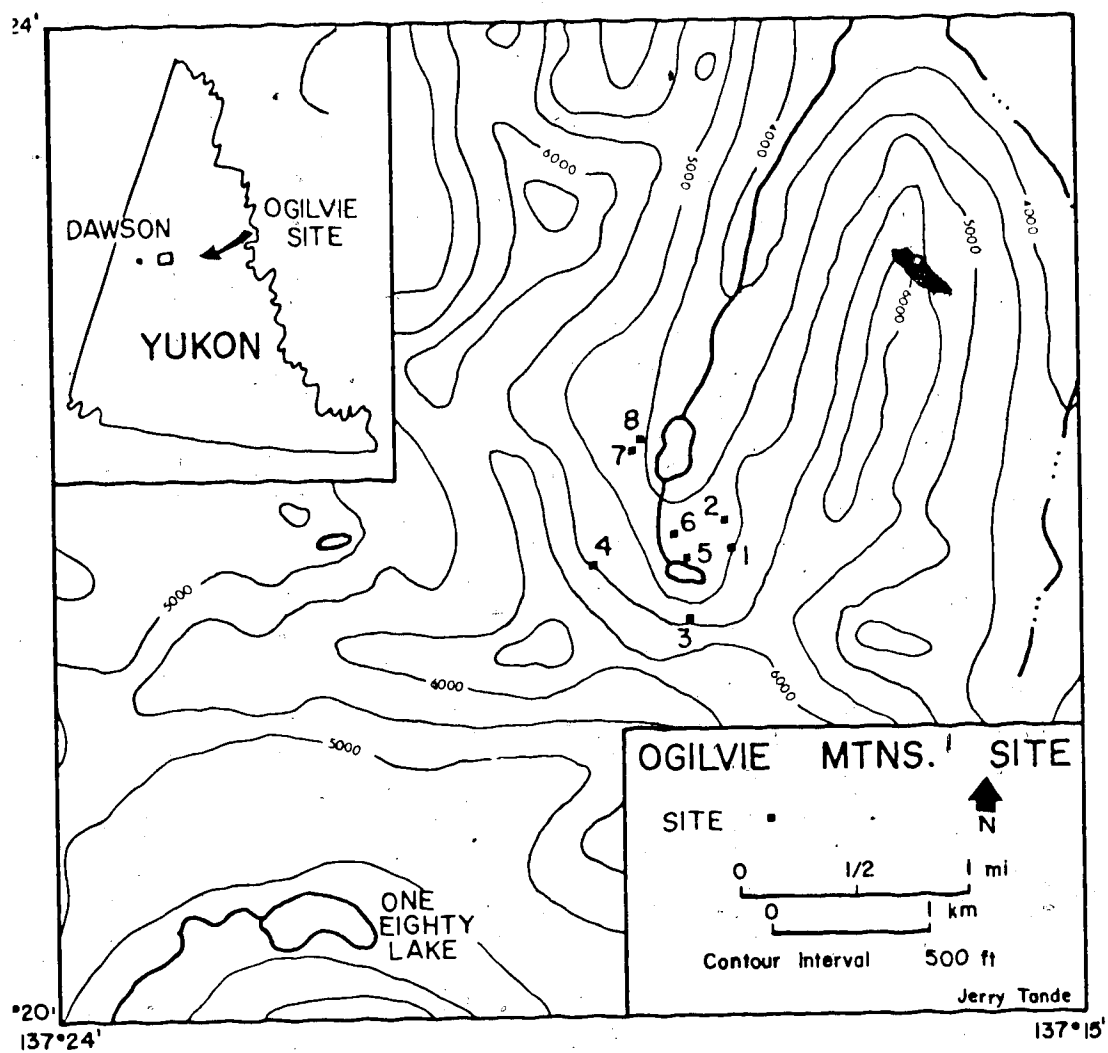 24'
DAWSON
OGILVIE
SITE
YUKON
6000
5000
4000
5000
4000
6000
8
7
2
6
1
4
5
3
5000
6000
6000
5000
OGILVIE MTNS. SITE
SITE
N
0 1/2 1 mi
0 1 km
Contour Interval 500 ft
Jerry Tande
ONE
EIGHTY
LAKE
°20'
137°24'
137°15'